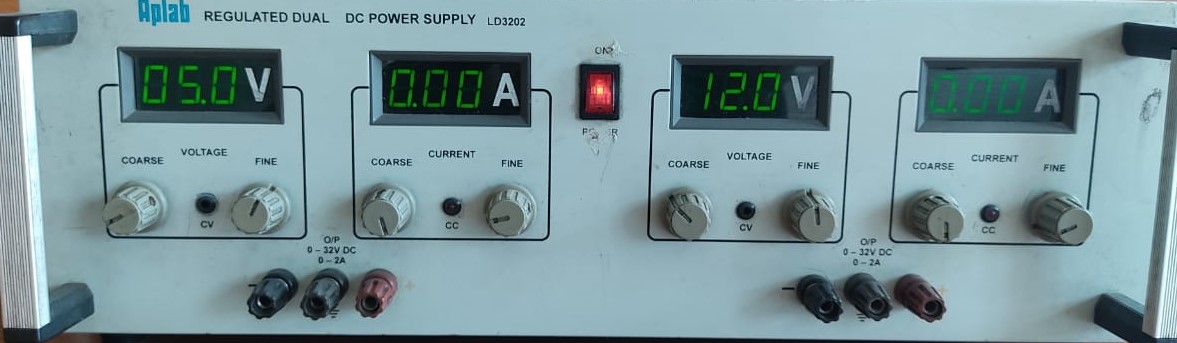 Aplab REGULATED DUAL DC POWER SUPPLY LD3202
05.0 V
0.00 A
ON
12.0 V
0.00 A
COARSE VOLTAGE FINE
COARSE CURRENT FINE
COARSE VOLTAGE FINE
COARSE CURRENT FINE
CV
CC
CV
CC
O/P
0 – 32V DC
0 – 2A
O/P
0 – 32V DC
0 – 2A
– +
– +